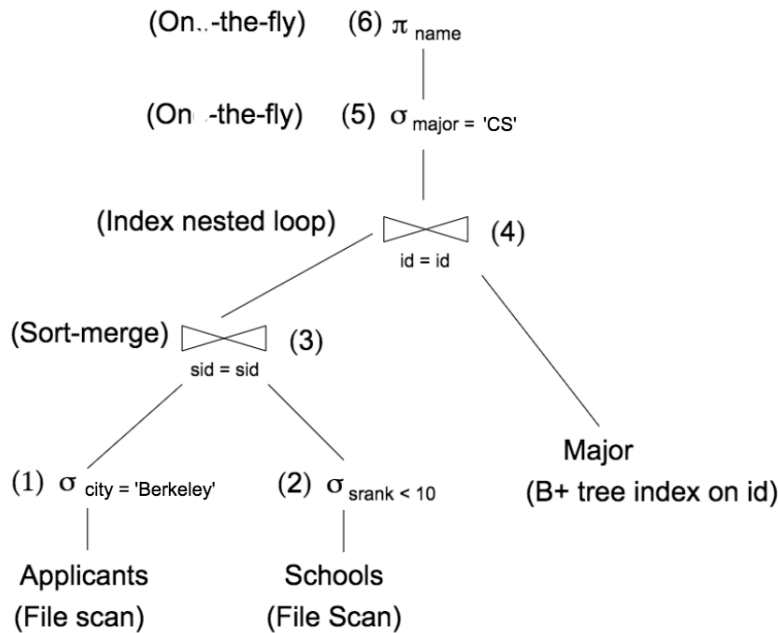 (On..-the-fly) (6) π name
(On -the-fly) (5) σ major = 'CS'
(Index nested loop) (4)
id = id
(Sort-merge) (3)
sid = sid
(1) σ city = 'Berkeley' (2) σ srank < 10
Major
(B+ tree index on id)
Applicants Schools
(File scan) (File Scan)